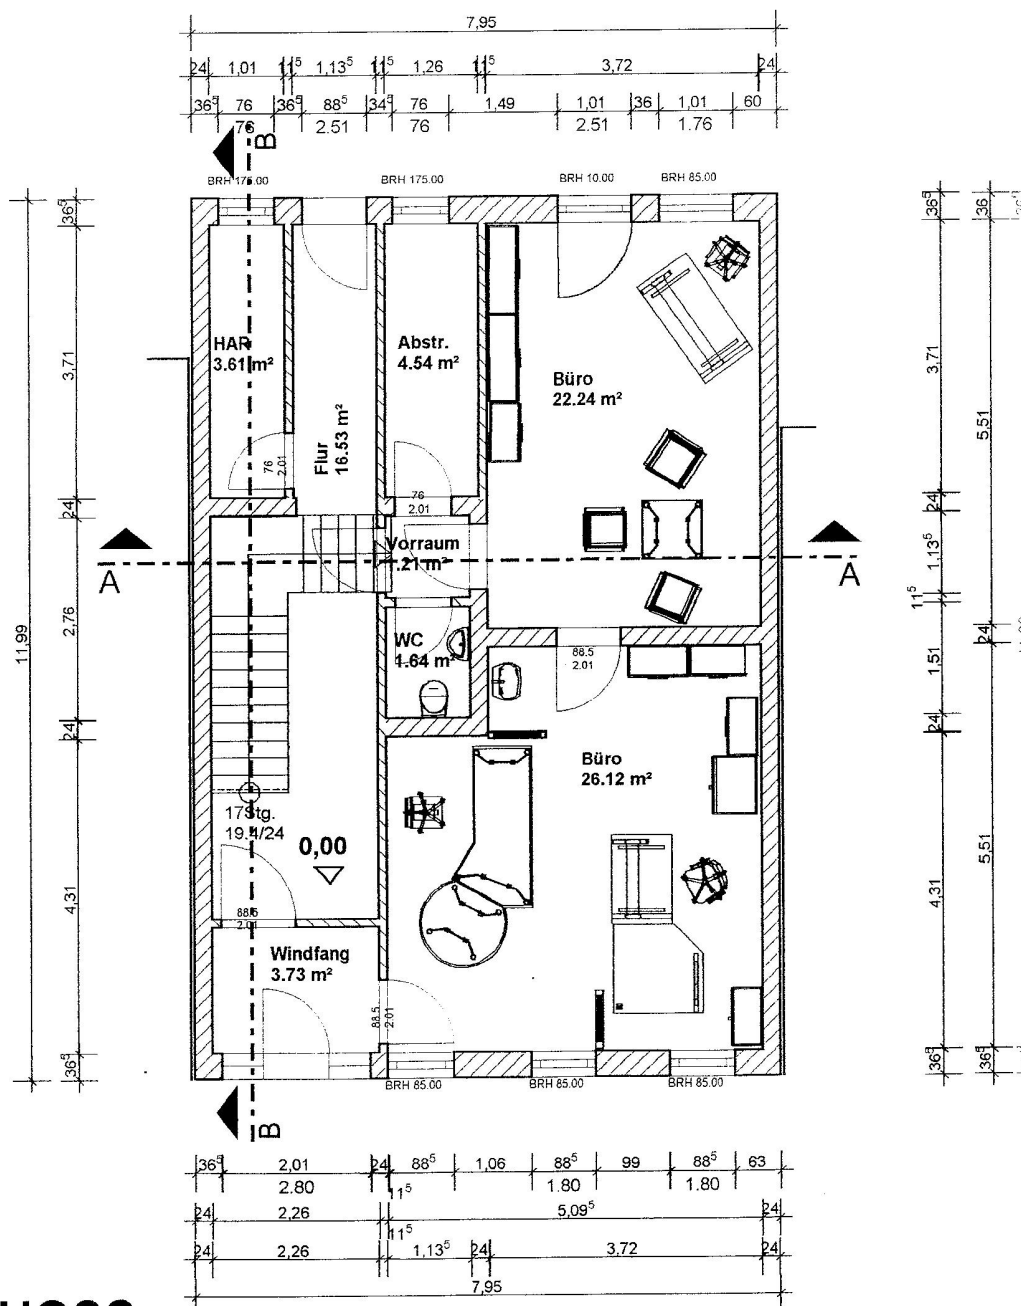 7,95
24 1,01 11⁵ 1,13⁵ 11⁵ 1,26 11⁵ 3,72 24
36⁵ 76 36⁵ 88⁵ 34⁵ 76 1,49 1,01 36 1,01 60
76 2.51 76 2.51 1.76
B
BRH 175.00 BRH 175.00 BRH 10.00 BRH 85.00
36⁵ 36⁵ 36⁵
HAR
3.61 m²
Abstr.
4.54 m²
Büro
22.24 m²
Flur
16.53 m²
3,71 3,71
5,51
76
2.01
76
2.01
24 24
Vorraum
.21 m²
A A
1,13⁵
11⁵
2,76
11,99
WC
1.64 m²
88.5
2.01
24
1,51
24 24
Büro
26.12 m²
17Stg.
19.4/24
0,00
4,31 4,31
5,51
88.5
2.01
Windfang
3.73 m²
88.5
2.01
36⁵ 36⁵ 36⁵
BRH 85.00 BRH 85.00 BRH 85.00
B
36⁵ 2,01 24 88⁵ 1,06 88⁵ 99 88⁵ 63
2.80 11⁵ 1.80 1.80
24 2,26 5,09⁵ 24
11⁵
24 2,26 1,13⁵ 24 3,72 24
7,95